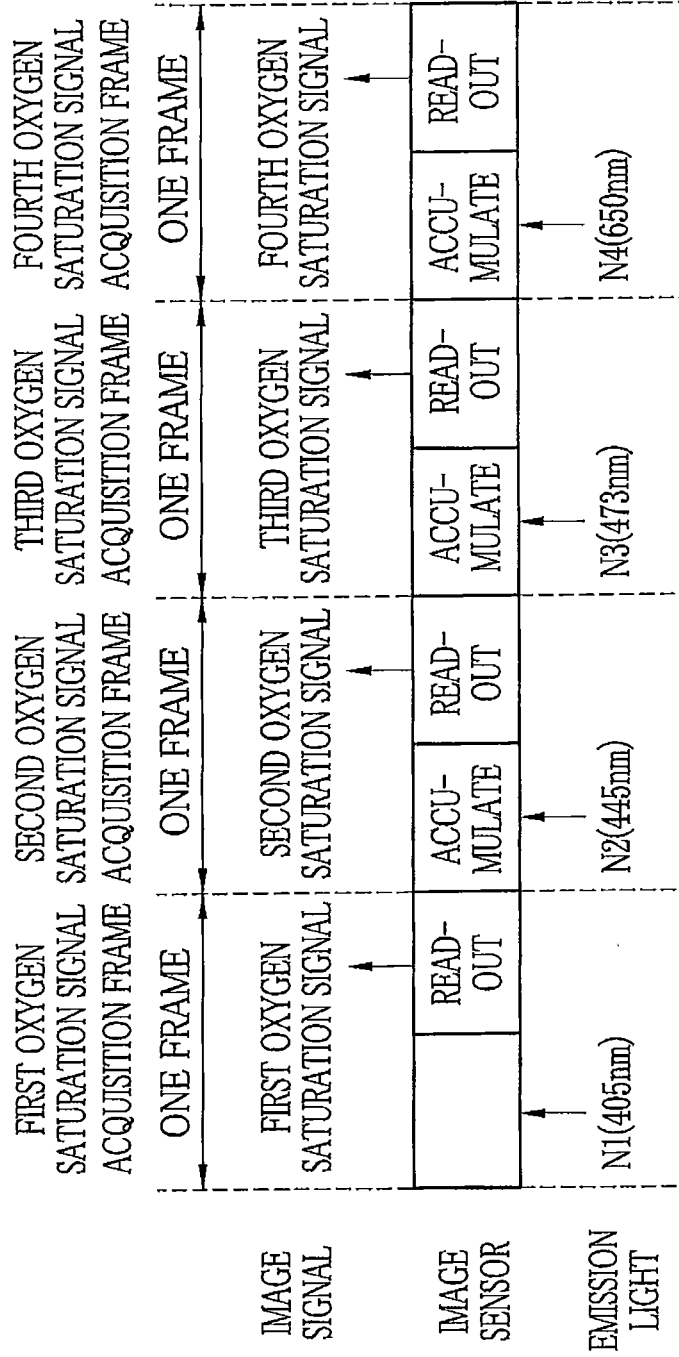 FIRST OXYGEN
SATURATION SIGNAL
ACQUISITION FRAME
SECOND OXYGEN
SATURATION SIGNAL
ACQUISITION FRAME
THIRD OXYGEN
SATURATION SIGNAL
ACQUISITION FRAME
FOURTH OXYGEN
SATURATION SIGNAL
ACQUISITION FRAME
ONE FRAME
ONE FRAME
ONE FRAME
ONE FRAME
IMAGE
SIGNAL
FIRST OXYGEN
SATURATION SIGNAL
SECOND OXYGEN
SATURATION SIGNAL
THIRD OXYGEN
SATURATION SIGNAL
FOURTH OXYGEN
SATURATION SIGNAL
IMAGE
SENSOR
READ-
OUT
ACCU-
MULATE
READ-
OUT
ACCU-
MULATE
READ-
OUT
ACCU-
MULATE
READ-
OUT
EMISSION
LIGHT
N1(405nm)
N2(445nm)
N3(473nm)
N4(650nm)